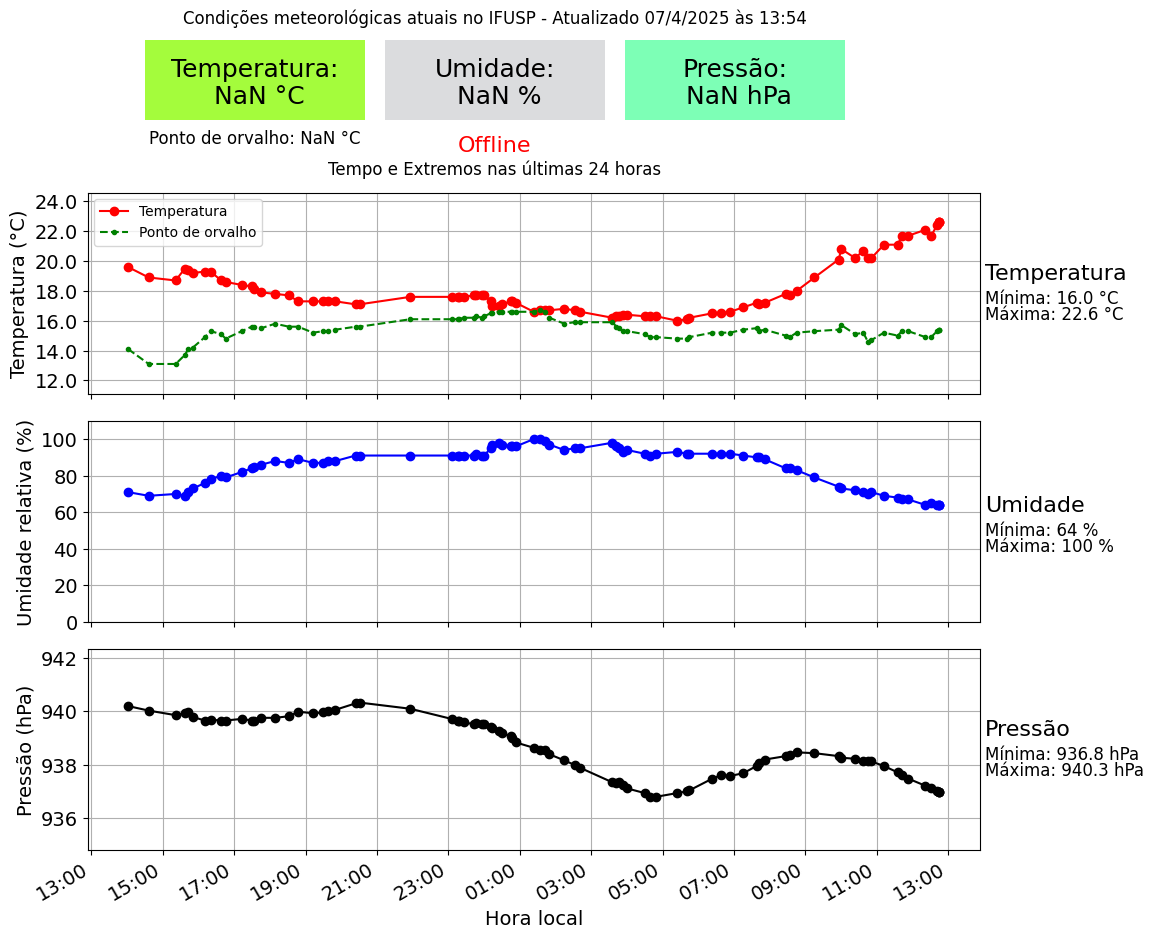 Condições meteorológicas atuais no IFUSP - Atualizado 07/4/2025 às 13:54
Temperatura:
NaN °C
Umidade:
NaN %
Pressão:
NaN hPa
Ponto de orvalho: NaN °C
Offline
Tempo e Extremos nas últimas 24 horas
Temperatura (°C)
24.0
22.0
20.0
18.0
16.0
14.0
12.0
Temperatura
Ponto de orvalho
Temperatura
Mínima: 16.0 °C
Máxima: 22.6 °C
Umidade relativa (%)
100
80
60
40
20
0
Umidade
Mínima: 64 %
Máxima: 100 %
Pressão (hPa)
942
940
938
936
Pressão
Mínima: 936.8 hPa
Máxima: 940.3 hPa
13:00
15:00
17:00
19:00
21:00
23:00
01:00
03:00
05:00
07:00
09:00
11:00
13:00
Hora local